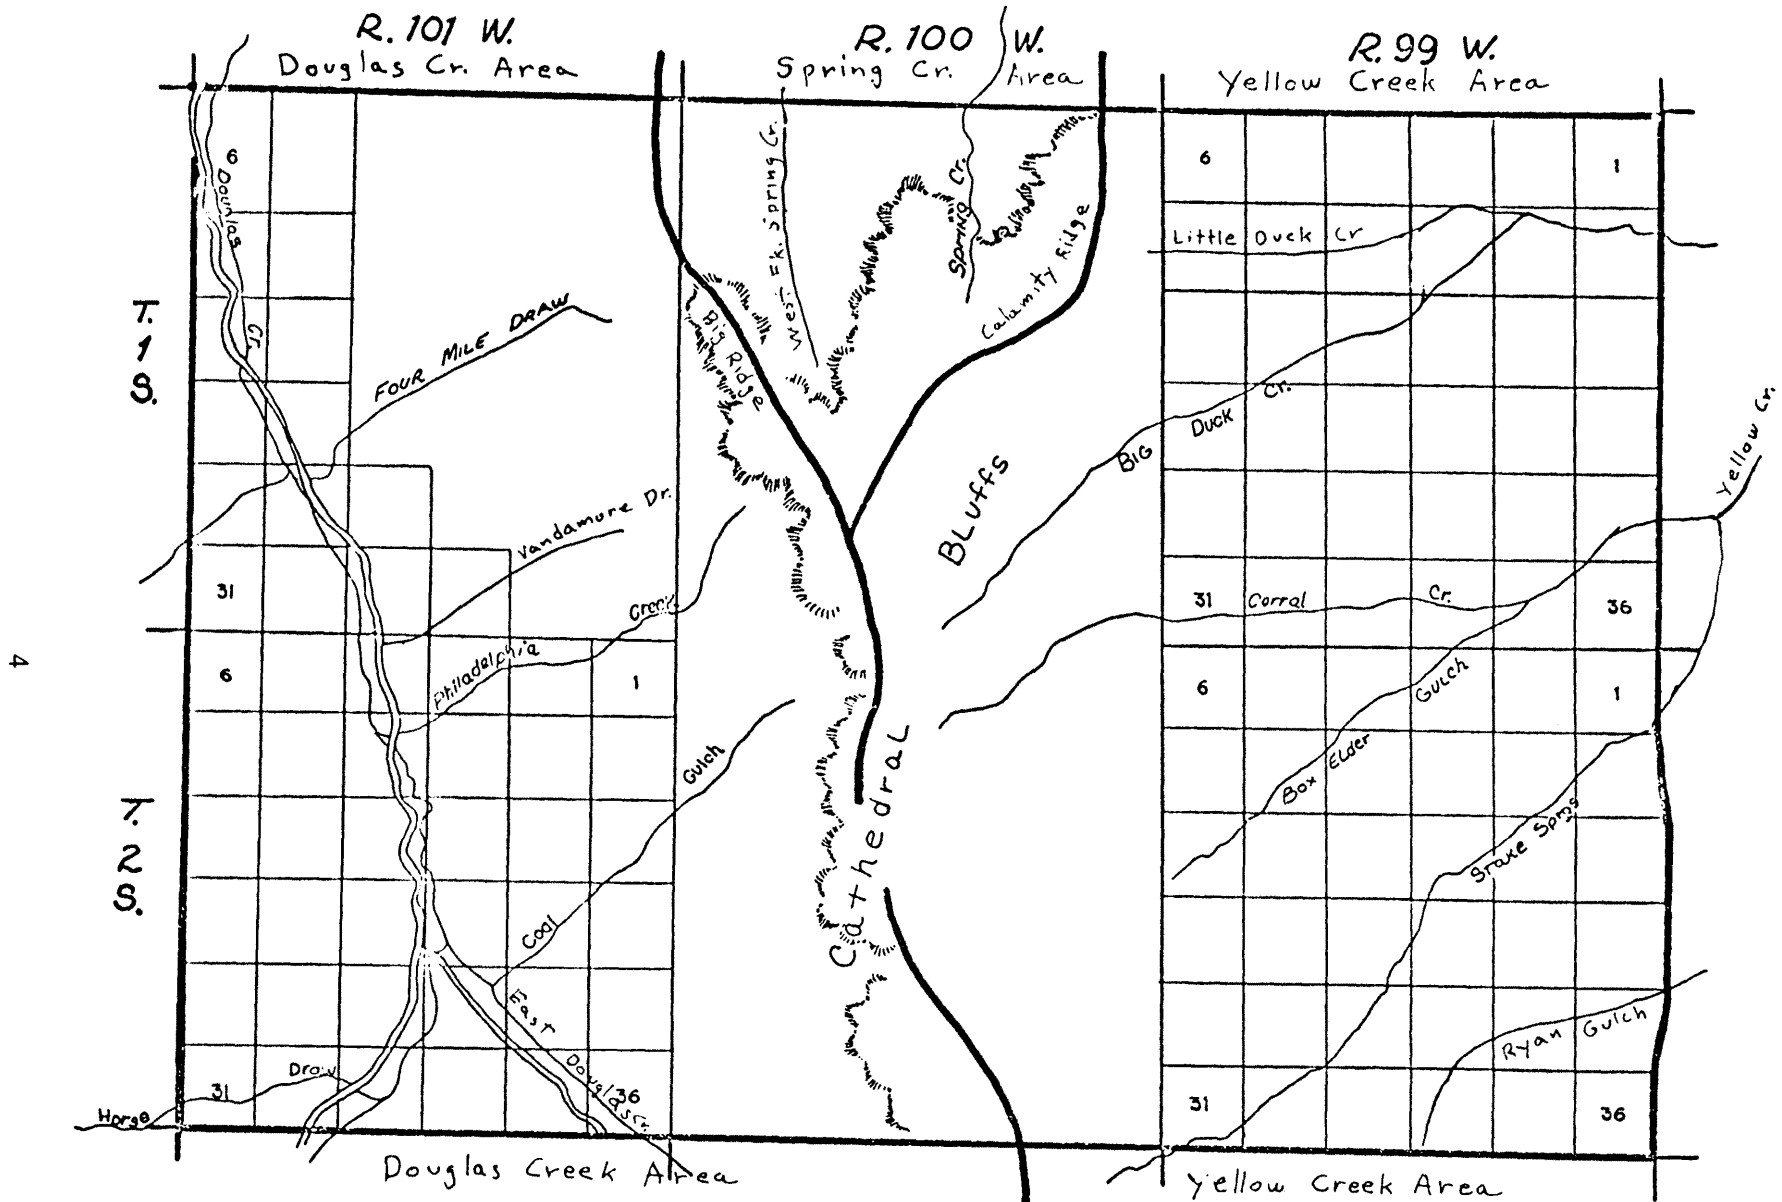 R. 101 W.
Douglas Cr. Area
R. 100 W.
Spring Cr. Area
R. 99 W.
Yellow Creek Area
T. 1 S.
T. 2 S.
4
6
Douglas Cr.
FOUR MILE DRAW
Vandamure Dr.
31
6
Philadelphia Creek
1
Gulch
Coal
East Douglas Cr.
36
Draw
31
Horse
Douglas Creek Area
West Fk. Spring Cr.
SPRING Cr.
Calamity Ridge
Big Ridge
BLuffs
Cathedral
6
1
Little Duck Cr
BIG Duck Cr.
Yellow Cr.
31
Corral Cr.
36
6
1
Box Elder Gulch
Stake Spngs
Ryan Gulch
31
36
Yellow Creek Area